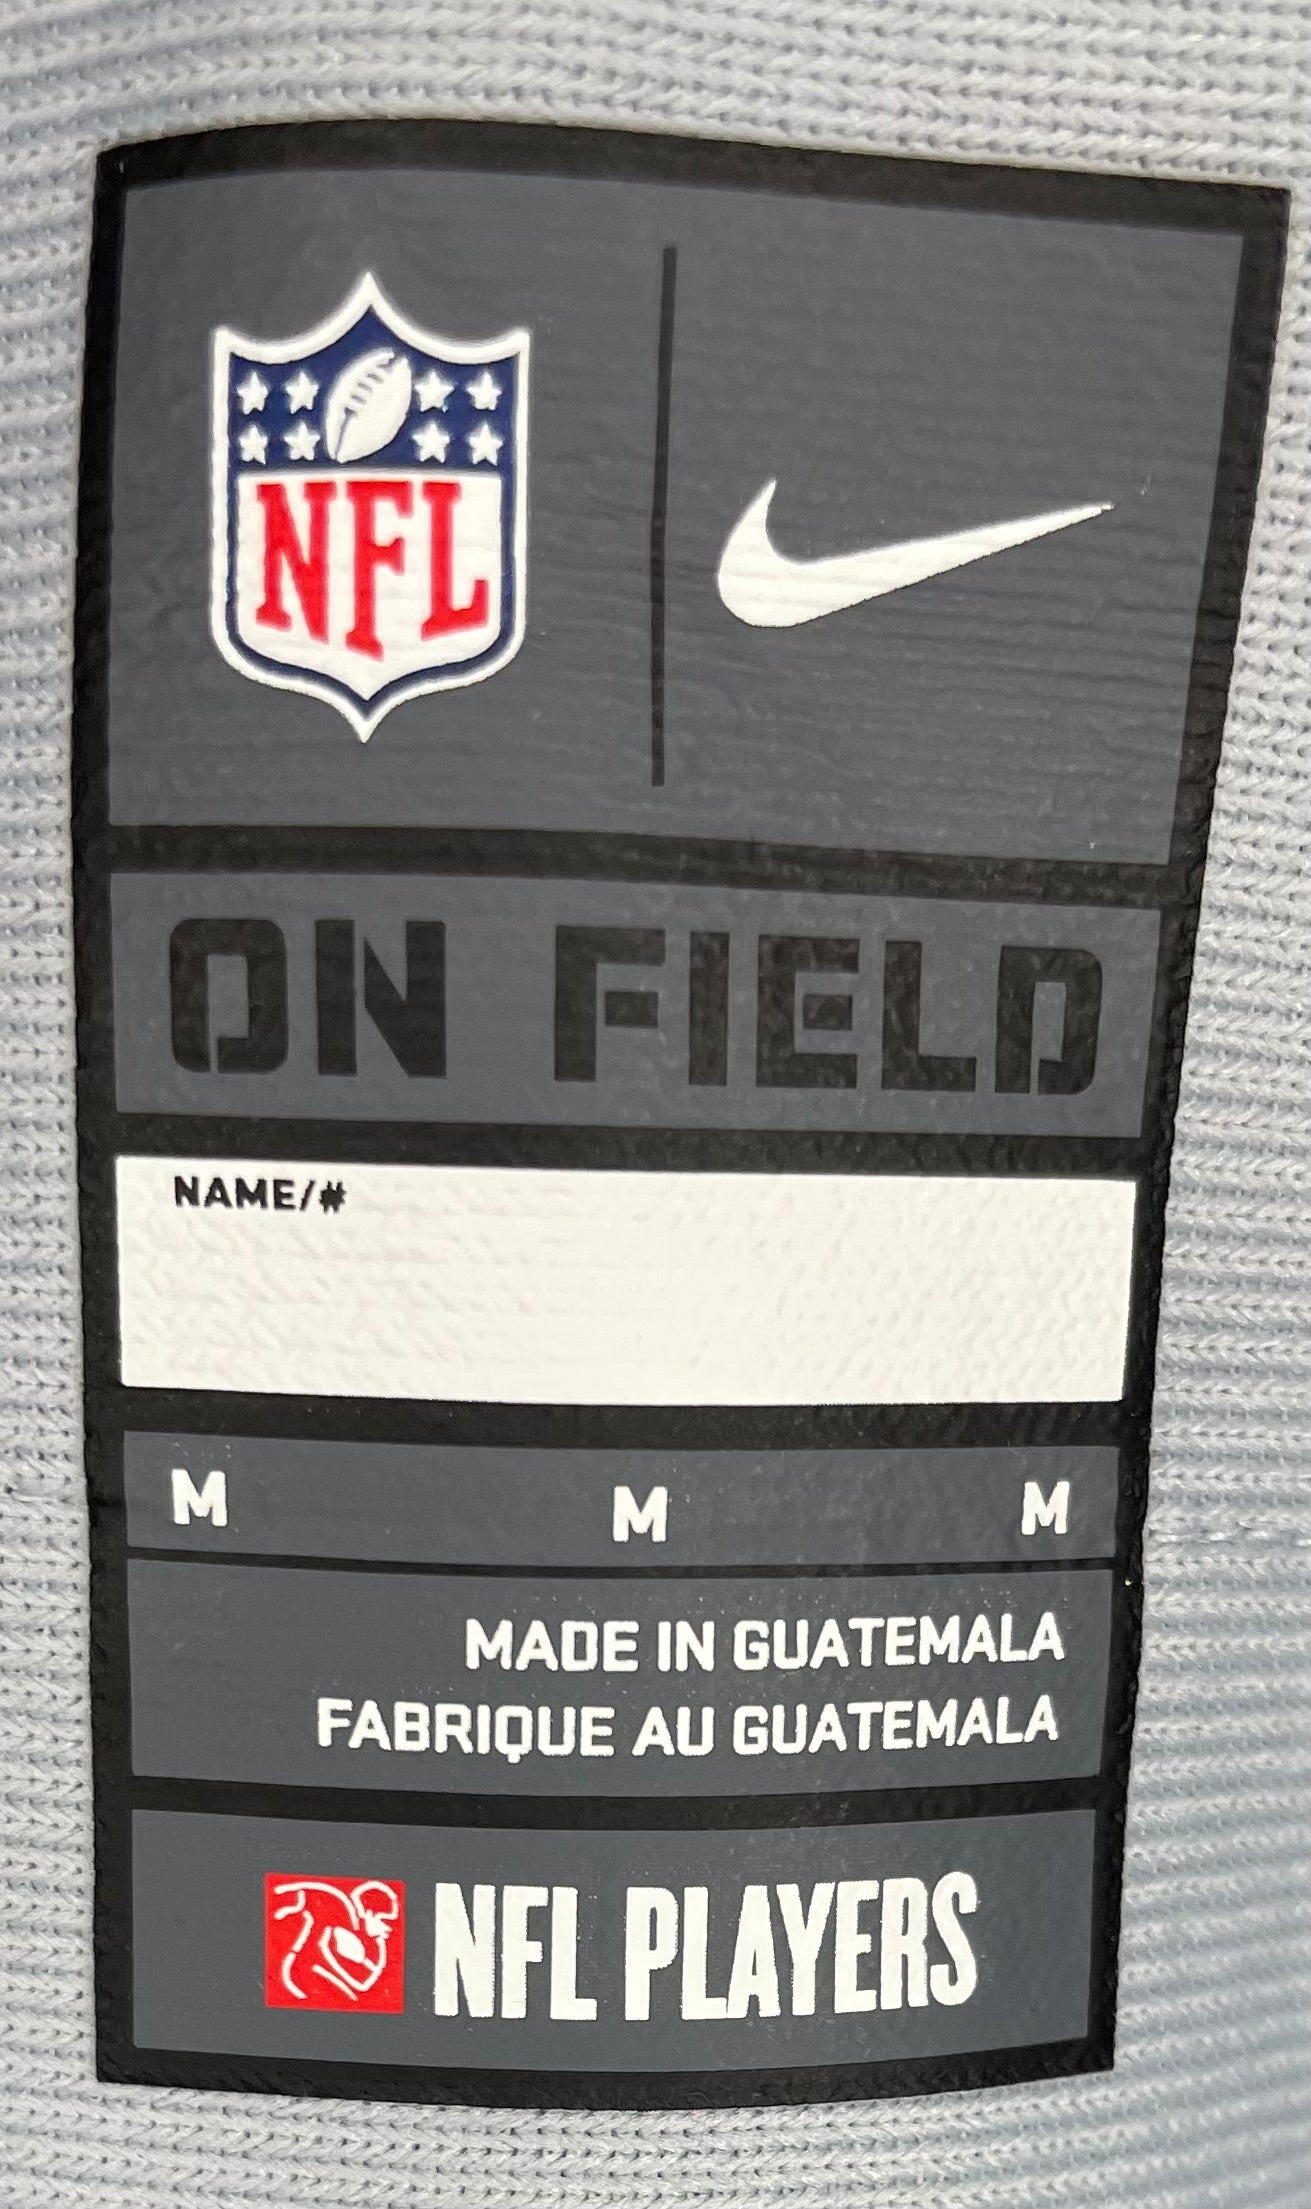 NFL
ON FIELD
NAME/#
M M M
MADE IN GUATEMALA
FABRIQUE AU GUATEMALA
NFL PLAYERS